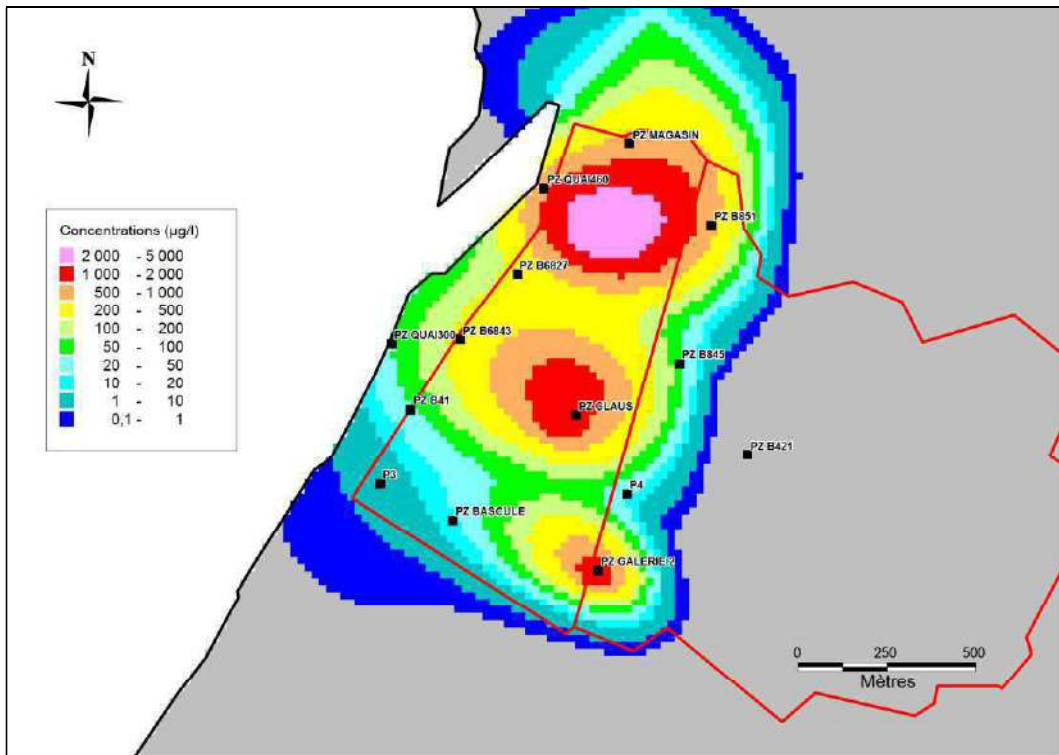 N
Concentrations (µg/l)
2 000 - 5 000
1 000 - 2 000
500 - 1 000
200 - 500
100 - 200
50 - 100
20 - 50
10 - 20
1 - 10
0,1 - 1
PZ MAGASIN
PZ QUAI460
PZ B851
PZ B6827
PZ B6843
PZ QUAI300
PZ B845
PZ B41
PZ CLAUS
PZ B421
P3
P4
PZ BASCULE
PZ GALERIE
0 250 500
Mètres